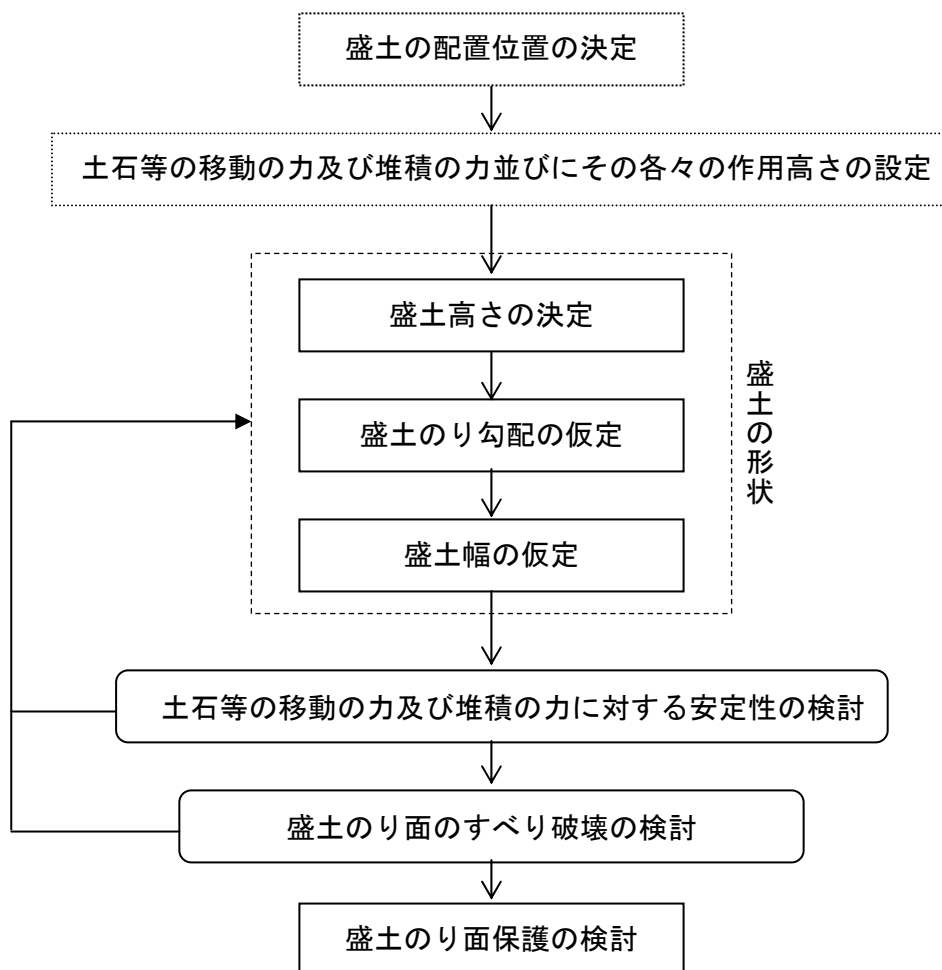 盛土の配置位置の決定
土石等の移動の力及び堆積の力並びにその各々の作用高さの設定
盛土高さの決定
盛土のり勾配の仮定
盛土幅の仮定
盛土の形状
土石等の移動の力及び堆積の力に対する安定性の検討
盛土のり面のすべり破壊の検討
盛土のり面保護の検討